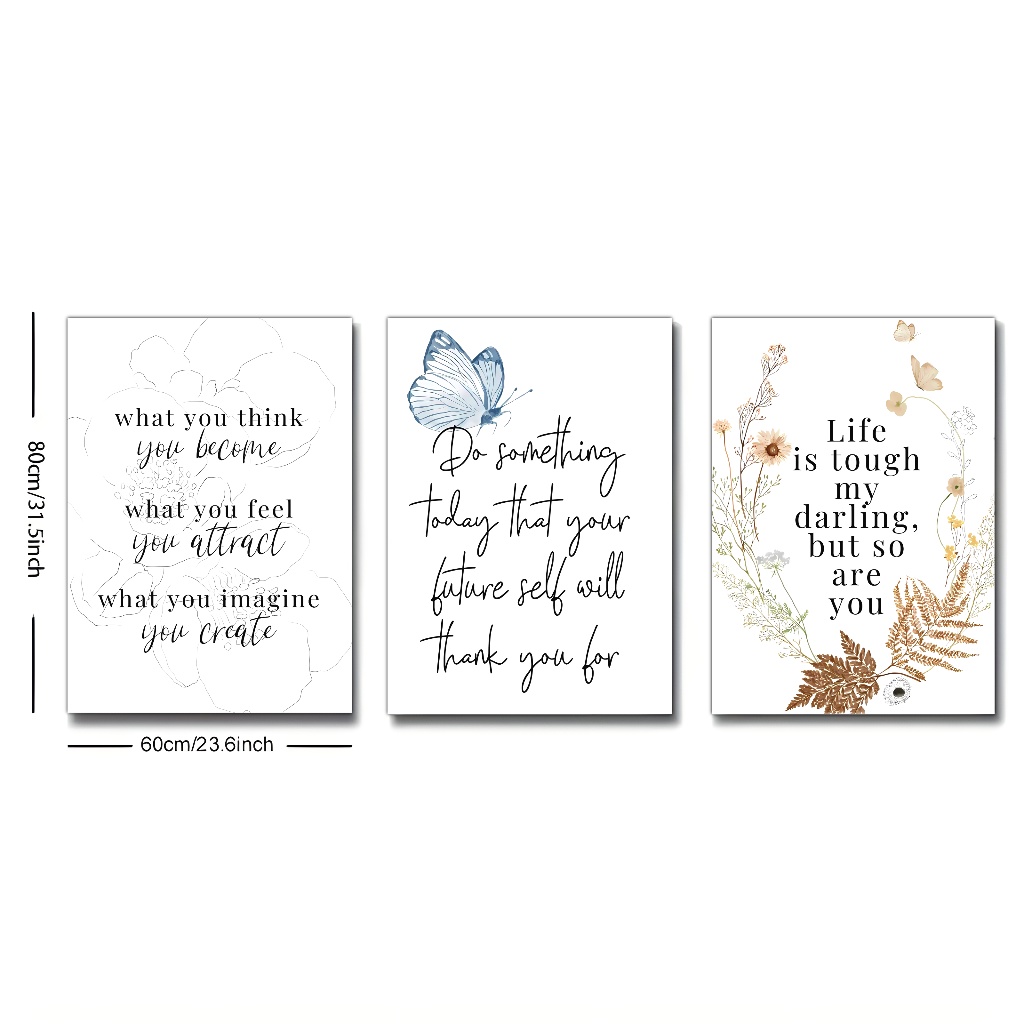 80cm/31.5inch
60cm/23.6inch
what you think
you become
what you feel
you attract
what you imagine
you create
Do something
today that your
future self will
thank you for
Life
is tough
my
darling,
but so
are
you